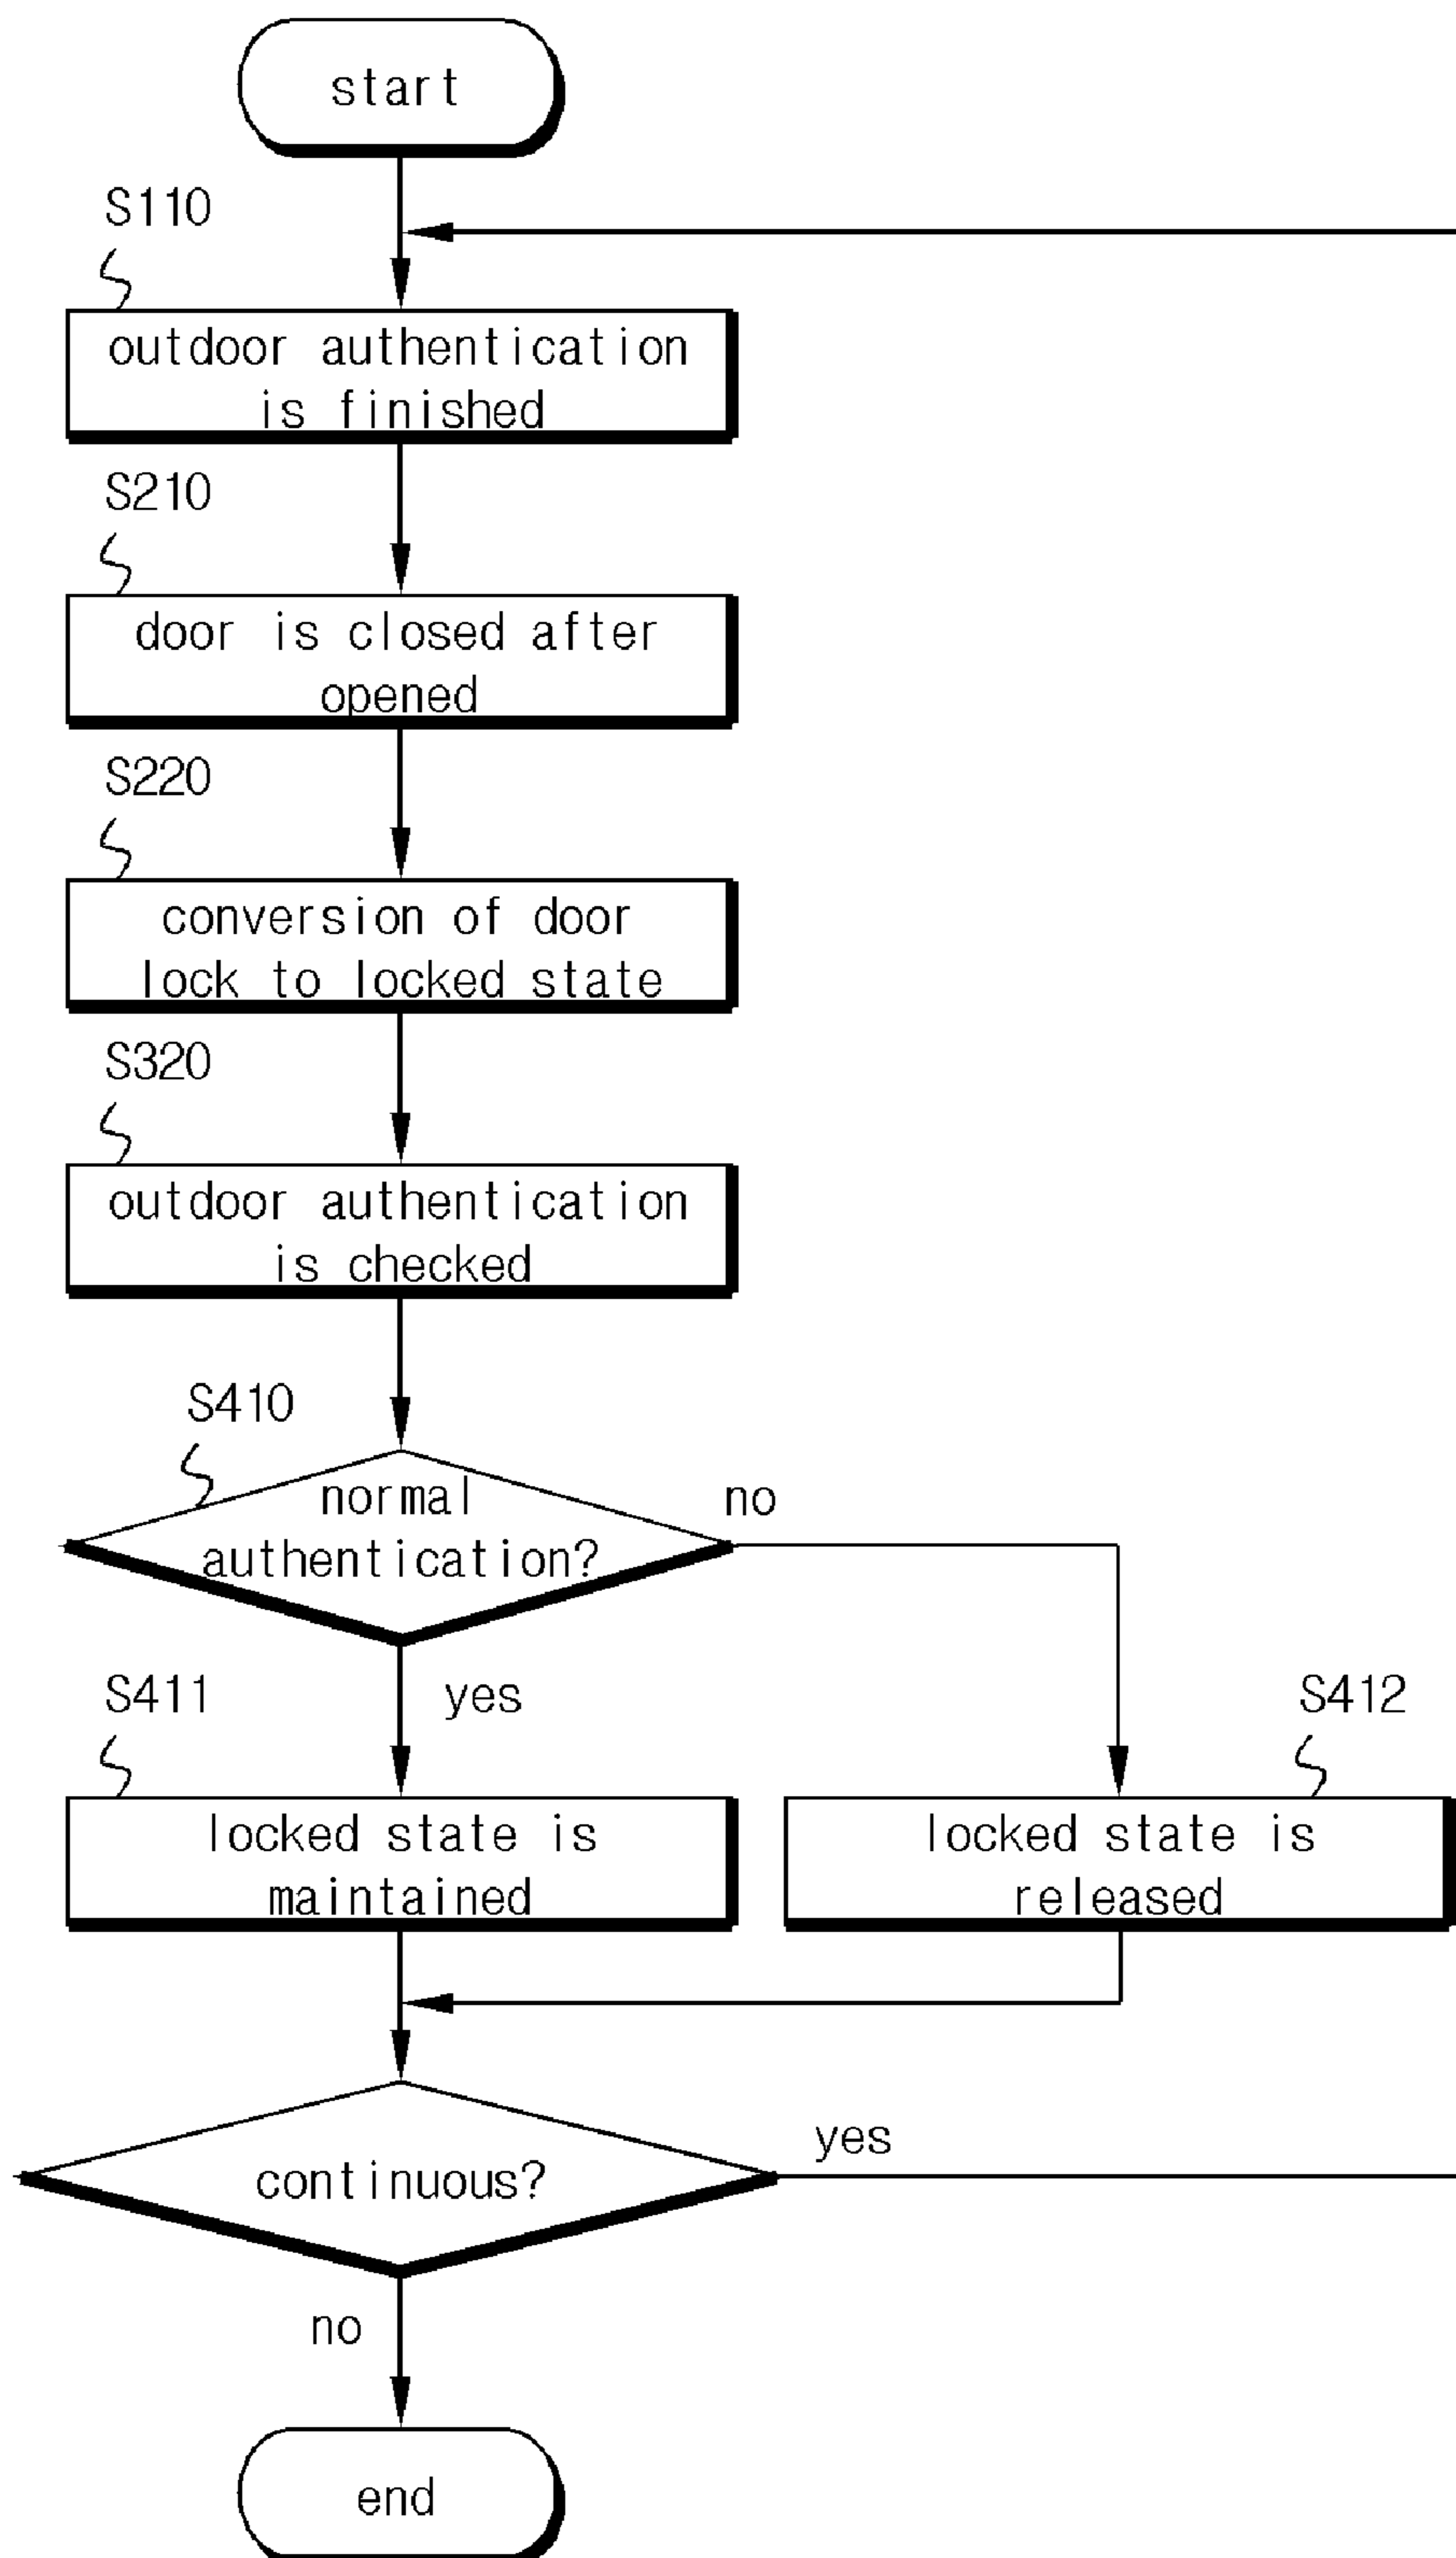 start
S110
outdoor authentication
is finished
S210
door is closed after
opened
S220
conversion of door
lock to locked state
S320
outdoor authentication
is checked
S410
normal
authentication?
no
yes
S411
locked state is
maintained
S412
locked state is
released
continuous?
yes
no
end